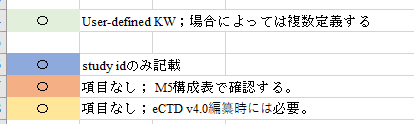 〇 User-defined KW；場合によっては複数定義する
〇 study idのみ記載
〇 項目なし； M5構成表で確認する。
〇 項目なし；eCTD v4.0編纂時には必要。